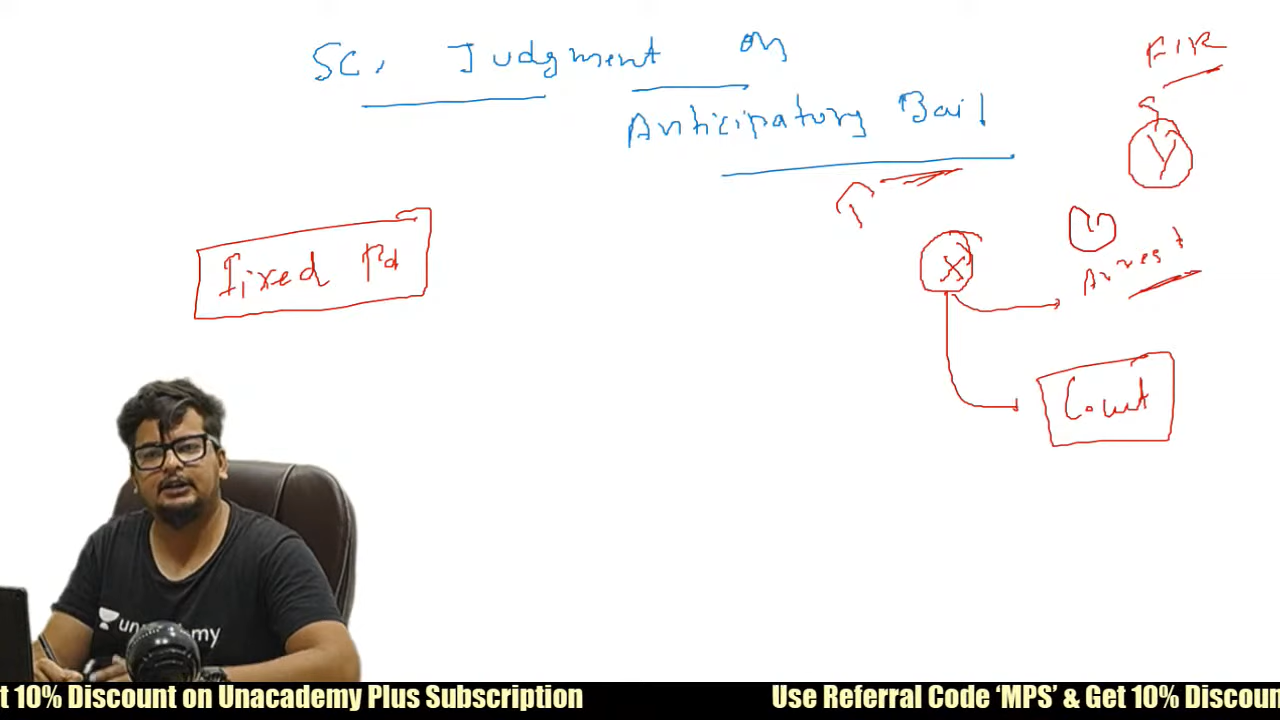 SC. Judgment on
Anticipatory Bail
FIR
Y
X
Arrest
Fixed Pd
Court
unacademy
t 10% Discount on Unacademy Plus Subscription
Use Referral Code ‘MPS’ & Get 10% Discoun